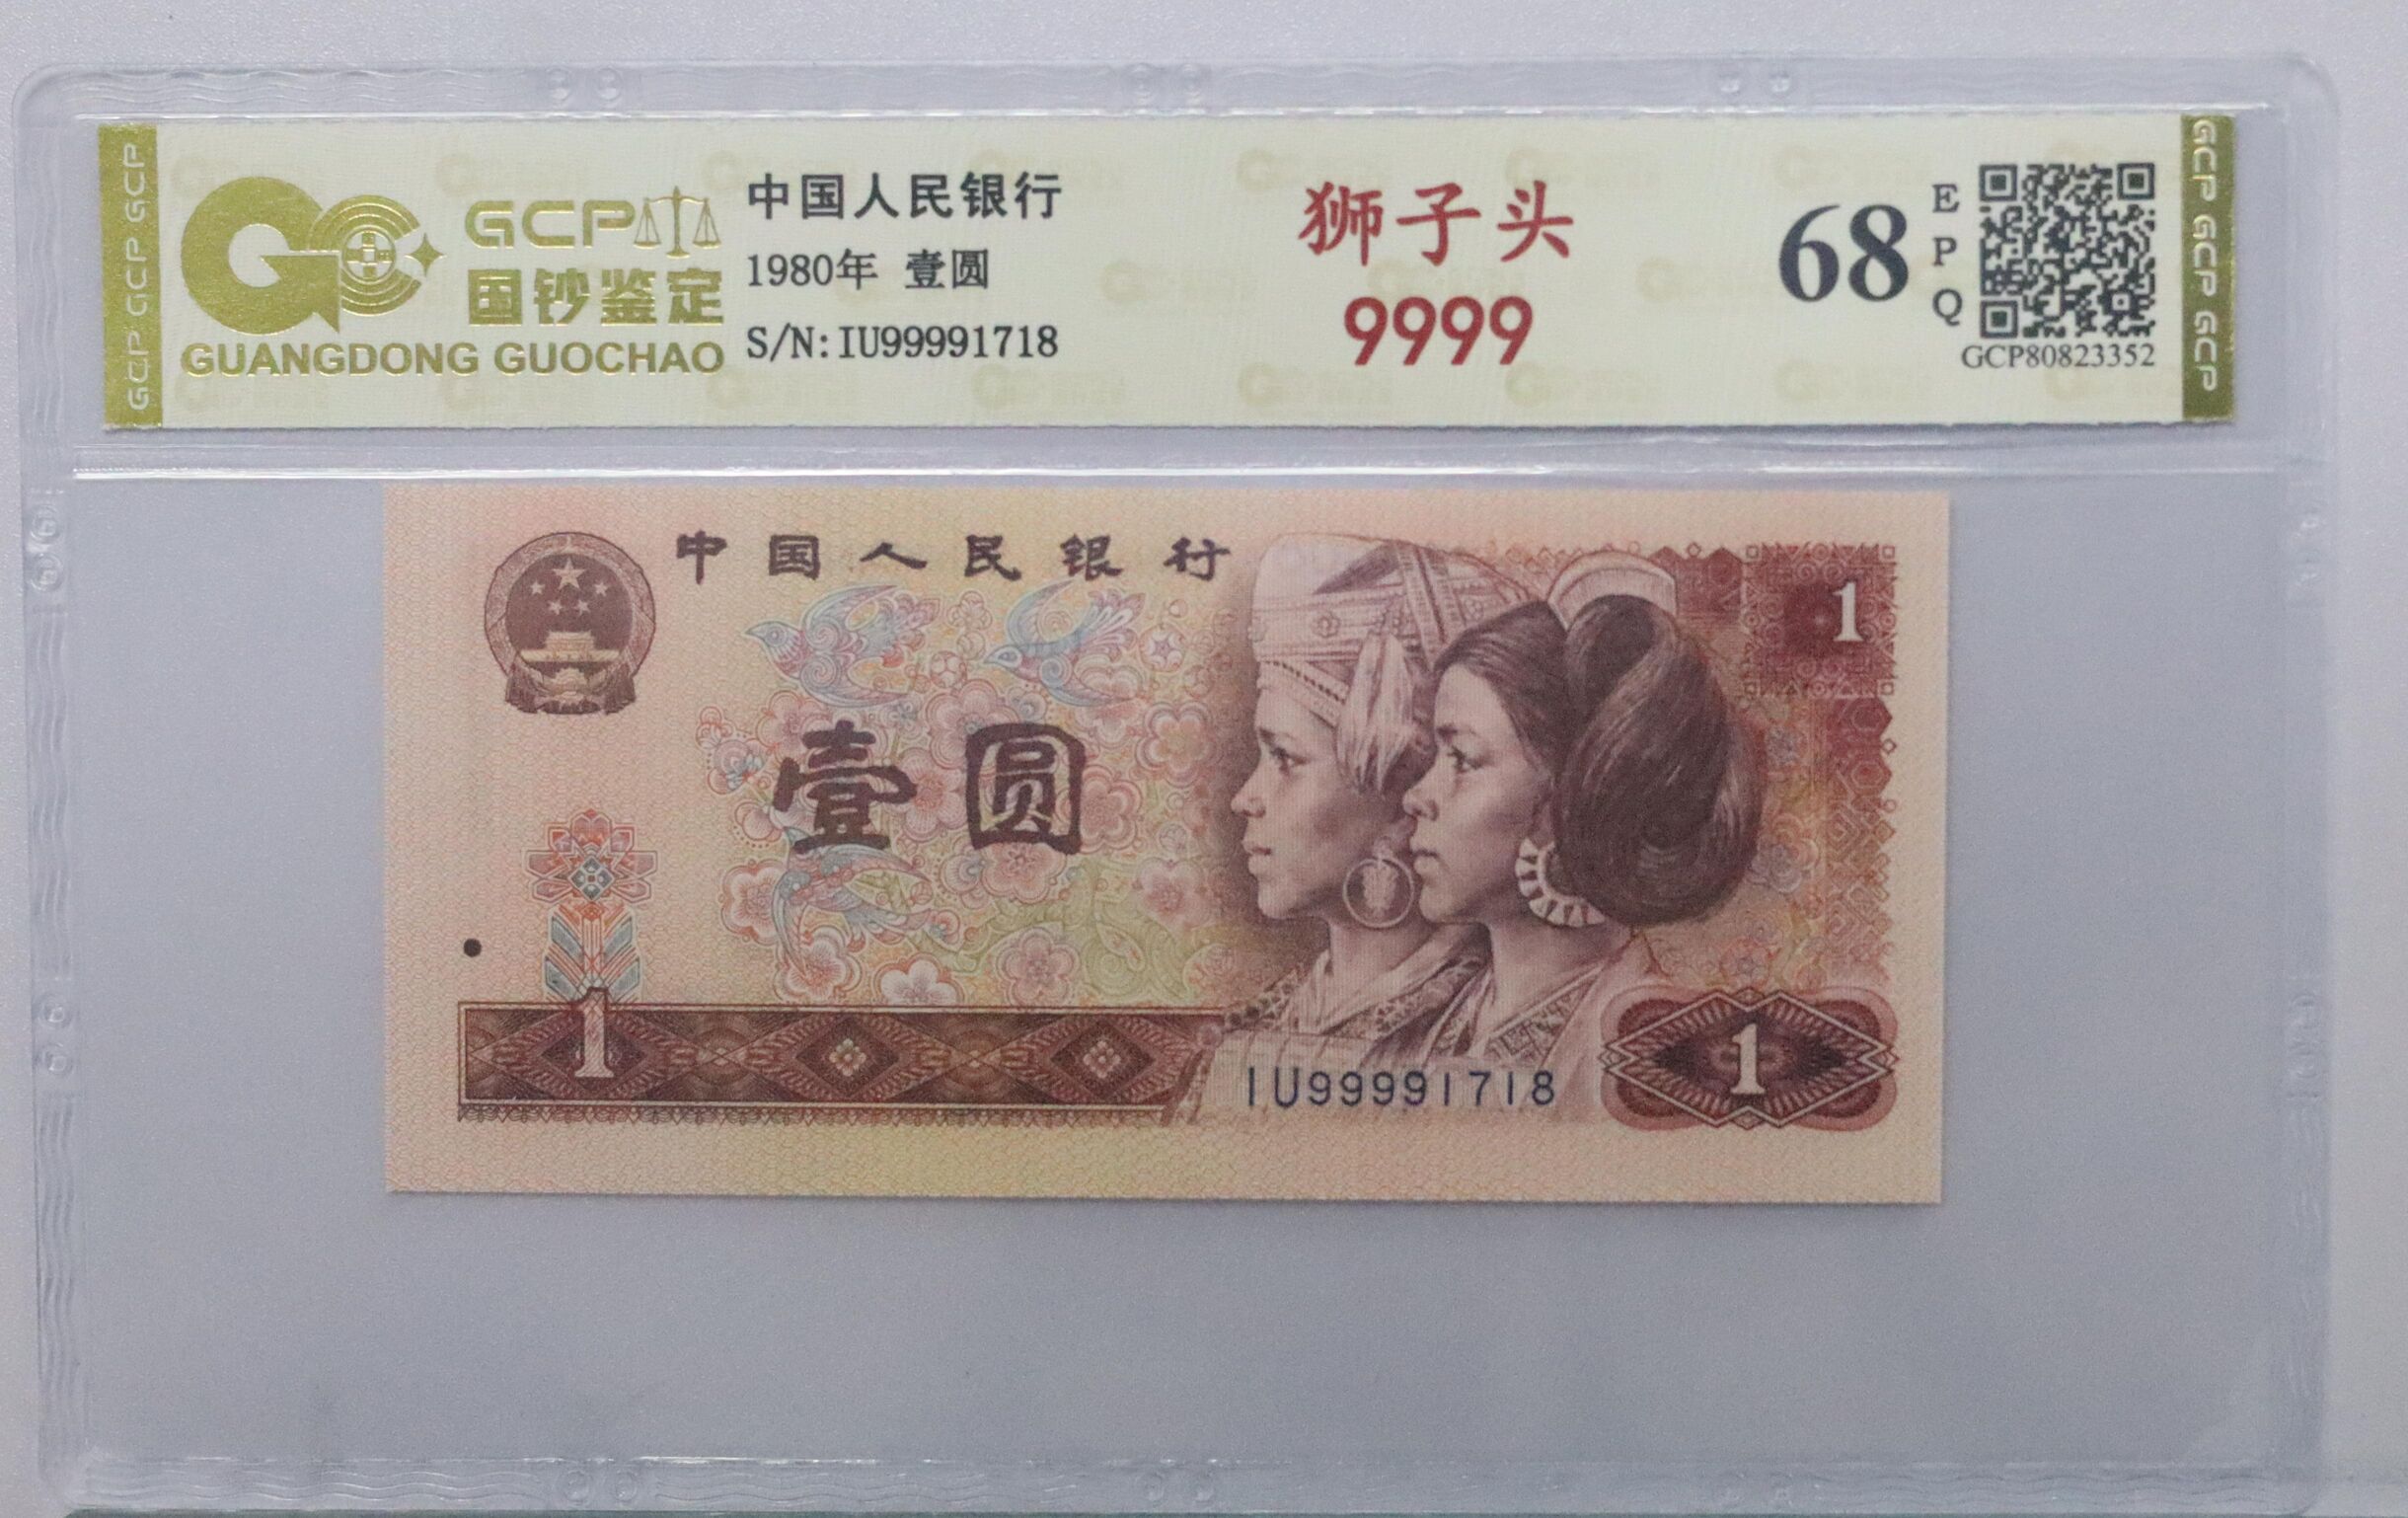 GCP GCP GCP
GCP
国钞鉴定
GUANGDONG GUOCHAO
中国人民银行
1980年 壹圆
S/N:IU99991718
狮子头
9999
68
EPQ
GCP80823352
GCP GCP GCP
中国人民银行
1
壹圆
1
IU99991718
1